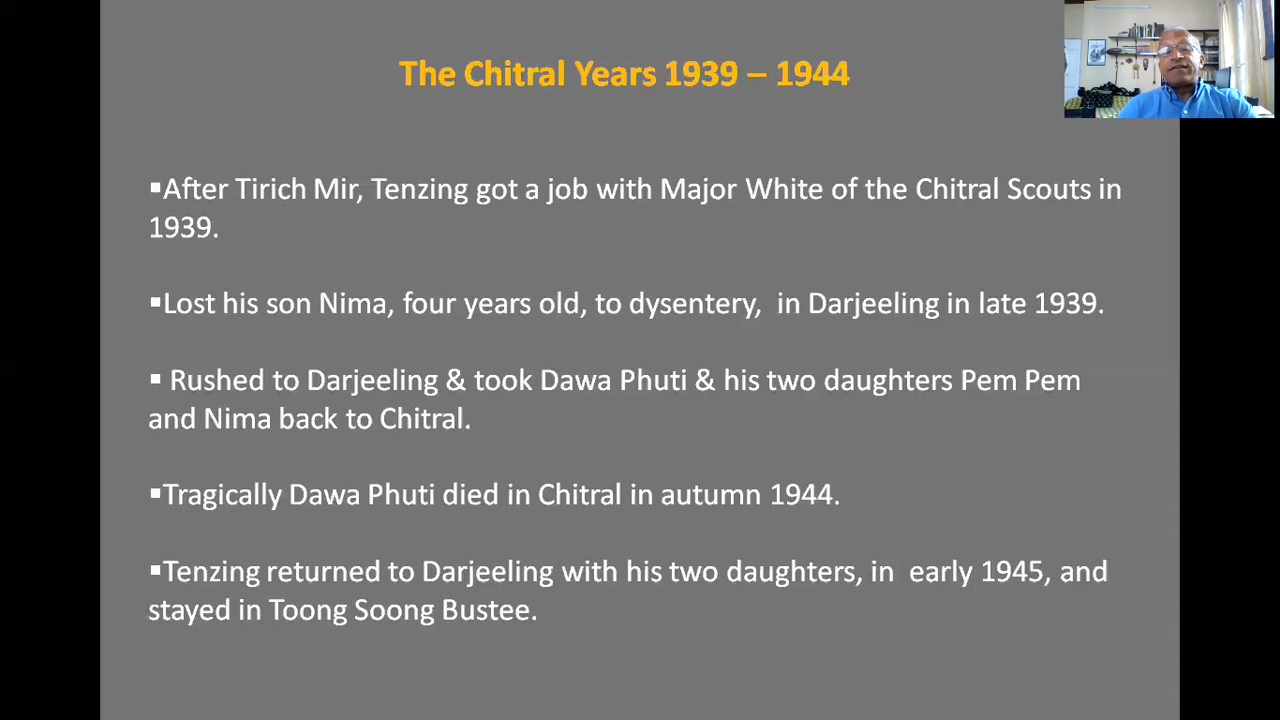 The Chitral Years 1939 – 1944
▪After Tirich Mir, Tenzing got a job with Major White of the Chitral Scouts in
1939.
▪Lost his son Nima, four years old, to dysentery,  in Darjeeling in late 1939.
▪ Rushed to Darjeeling & took Dawa Phuti & his two daughters Pem Pem
and Nima back to Chitral.
▪Tragically Dawa Phuti died in Chitral in autumn 1944.
▪Tenzing returned to Darjeeling with his two daughters, in  early 1945, and
stayed in Toong Soong Bustee.